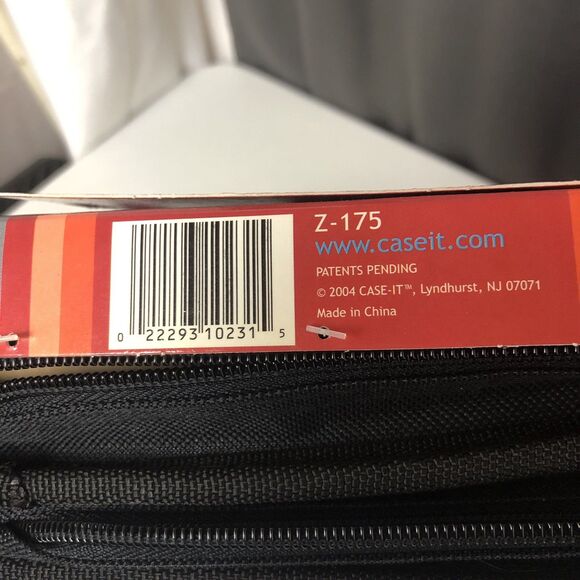 Z-175
www.caseit.com
PATENTS PENDING
© 2004 CASE-IT™, Lyndhurst, NJ 07071
Made in China
0 22293 10231 5